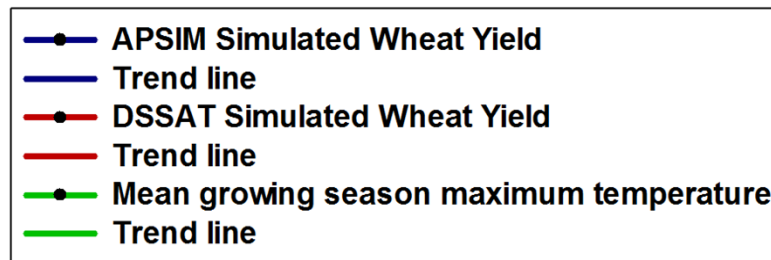 APSIM Simulated Wheat Yield
Trend line
DSSAT Simulated Wheat Yield
Trend line
Mean growing season maximum temperature
Trend line